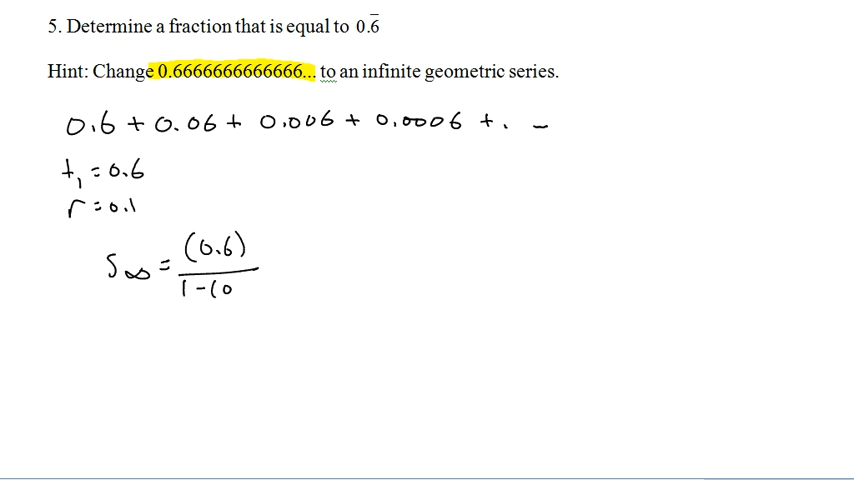 5. Determine a fraction that is equal to 0.6̅
Hint: Change 0.6666666666666... to an infinite geometric series.
0.6 + 0.06 + 0.006 + 0.0006 + . -
t₁ = 0.6
r = 0.1
S∞ = (0.6)
1-(0